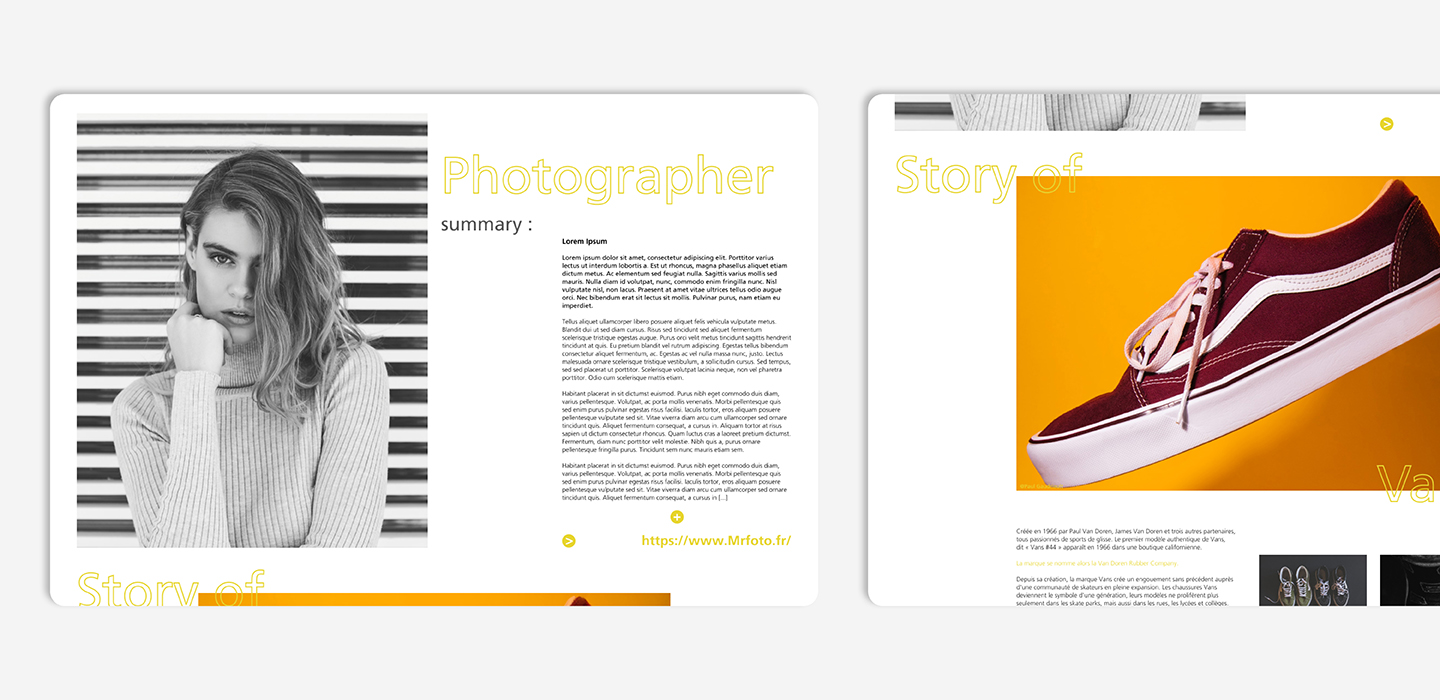 Photographer
summary :
Lorem Ipsum
Lorem ipsum dolor sit amet, consectetur adipiscing elit. Porttitor varius
lectus ut interdum lobortis a. Est ut rhoncus, magna phasellus aliquet etiam
dictum metus. Ac elementum sed feugiat nulla. Sagittis varius mollis sed
mauris. Nulla diam id volutpat, nunc, commodo enim fringilla nunc. Nisl
vulputate nisl, non lacus. Praesent at amet vitae ultrices tellus odio augue
orci. Nec bibendum erat sit lectus sit mollis. Pulvinar purus, nam etiam eu
imperdiet.
Tellus aliquet ullamcorper libero posuere aliquet felis vehicula vulputate metus.
Blandit dui ut sed diam cursus. Risus sed tincidunt sed aliquet fermentum
scelerisque tristique egestas augue. Purus orci velit metus tincidunt sagittis hendrerit
tincidunt at quis. Eu pretium blandit vel rutrum adipiscing. Egestas tellus bibendum
consectetur aliquet fermentum, ac. Egestas ac vel nulla massa nunc, justo. Lectus
malesuada ornare scelerisque tristique vestibulum, a sollicitudin cursus. Sed tempus,
sed sed placerat ut porttitor. Scelerisque volutpat lacinia neque, non vel pharetra
porttitor. Odio cum scelerisque mattis etiam.
Habitant placerat in sit dictumst euismod. Purus nibh eget commodo duis diam,
varius pellentesque. Volutpat, ac porta mollis venenatis. Morbi pellentesque quis
sed enim purus pulvinar egestas risus facilisi. Iaculis tortor, eros aliquam posuere
pellentesque vulputate sed sit. Vitae viverra diam arcu cum ullamcorper sed ornare
tincidunt. Aliquet fermentum consequat, a cursus in. Aliquam tortor at risus
sapien ut dictum consectetur rhoncus. Quam luctus cras a laoreet pretium dictumst.
Fermentum, diam nunc porttitor velit molestie. Nibh quis a, purus ornare
pellentesque fringilla purus. Tincidunt sem nunc mauris etiam sem.
Habitant placerat in sit dictumst euismod. Purus nibh eget commodo duis diam,
varius pellentesque. Volutpat, ac porta mollis venenatis. Morbi pellentesque quis
sed enim purus pulvinar egestas risus facilisi. Iaculis tortor, eros aliquam posuere
pellentesque vulputate sed sit. Vitae viverra diam arcu cum ullamcorper sed ornare
tincidunt quis. Aliquet fermentum consequat, a cursus in [...]
+
>
https://www.Mrfoto.fr/
Story of
>
Story of
Va
Créée en 1966 par Paul Van Doren, James Van Doren et trois autres partenaires,
tous passionnés de sports de glisse. Le premier modèle authentique de Vans,
dit « Vans #44 » apparaît en 1966 dans une boutique californienne.
La marque se nomme alors la Van Doren Rubber Company.
Depuis sa création, la marque Vans crée un engouement sans précédent auprès
d'une communauté de skateurs en pleine expansion. Les chaussures Vans
deviennent le symbole d'une génération, leurs modèles ne prolifèrent plus
seulement dans les skate parks, mais aussi dans les rues, les lycées et collèges.